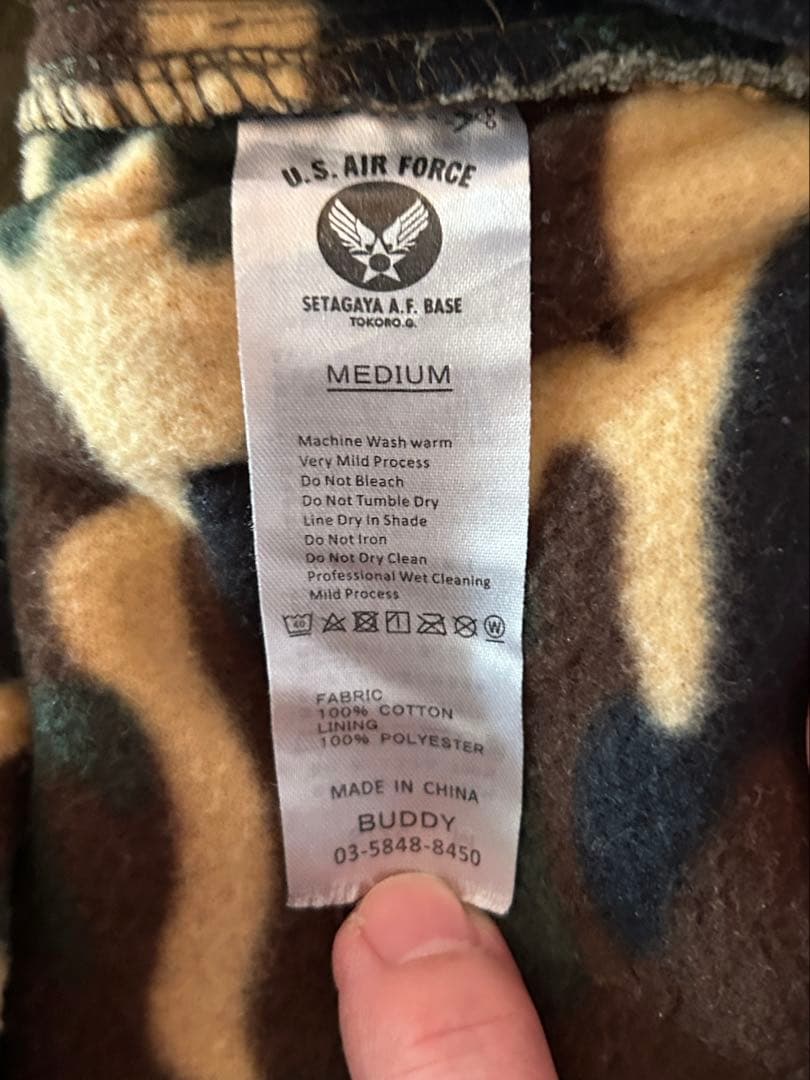 U.S. AIR FORCE
SETAGAYA A.F. BASE
TOKORO.G.
MEDIUM
Machine Wash warm
Very Mild Process
Do Not Bleach
Do Not Tumble Dry
Line Dry In Shade
Do Not Iron
Do Not Dry Clean
Professional Wet Cleaning
Mild Process
40 W
FABRIC
100% COTTON
LINING
100% POLYESTER
MADE IN CHINA
BUDDY
03-5848-8450